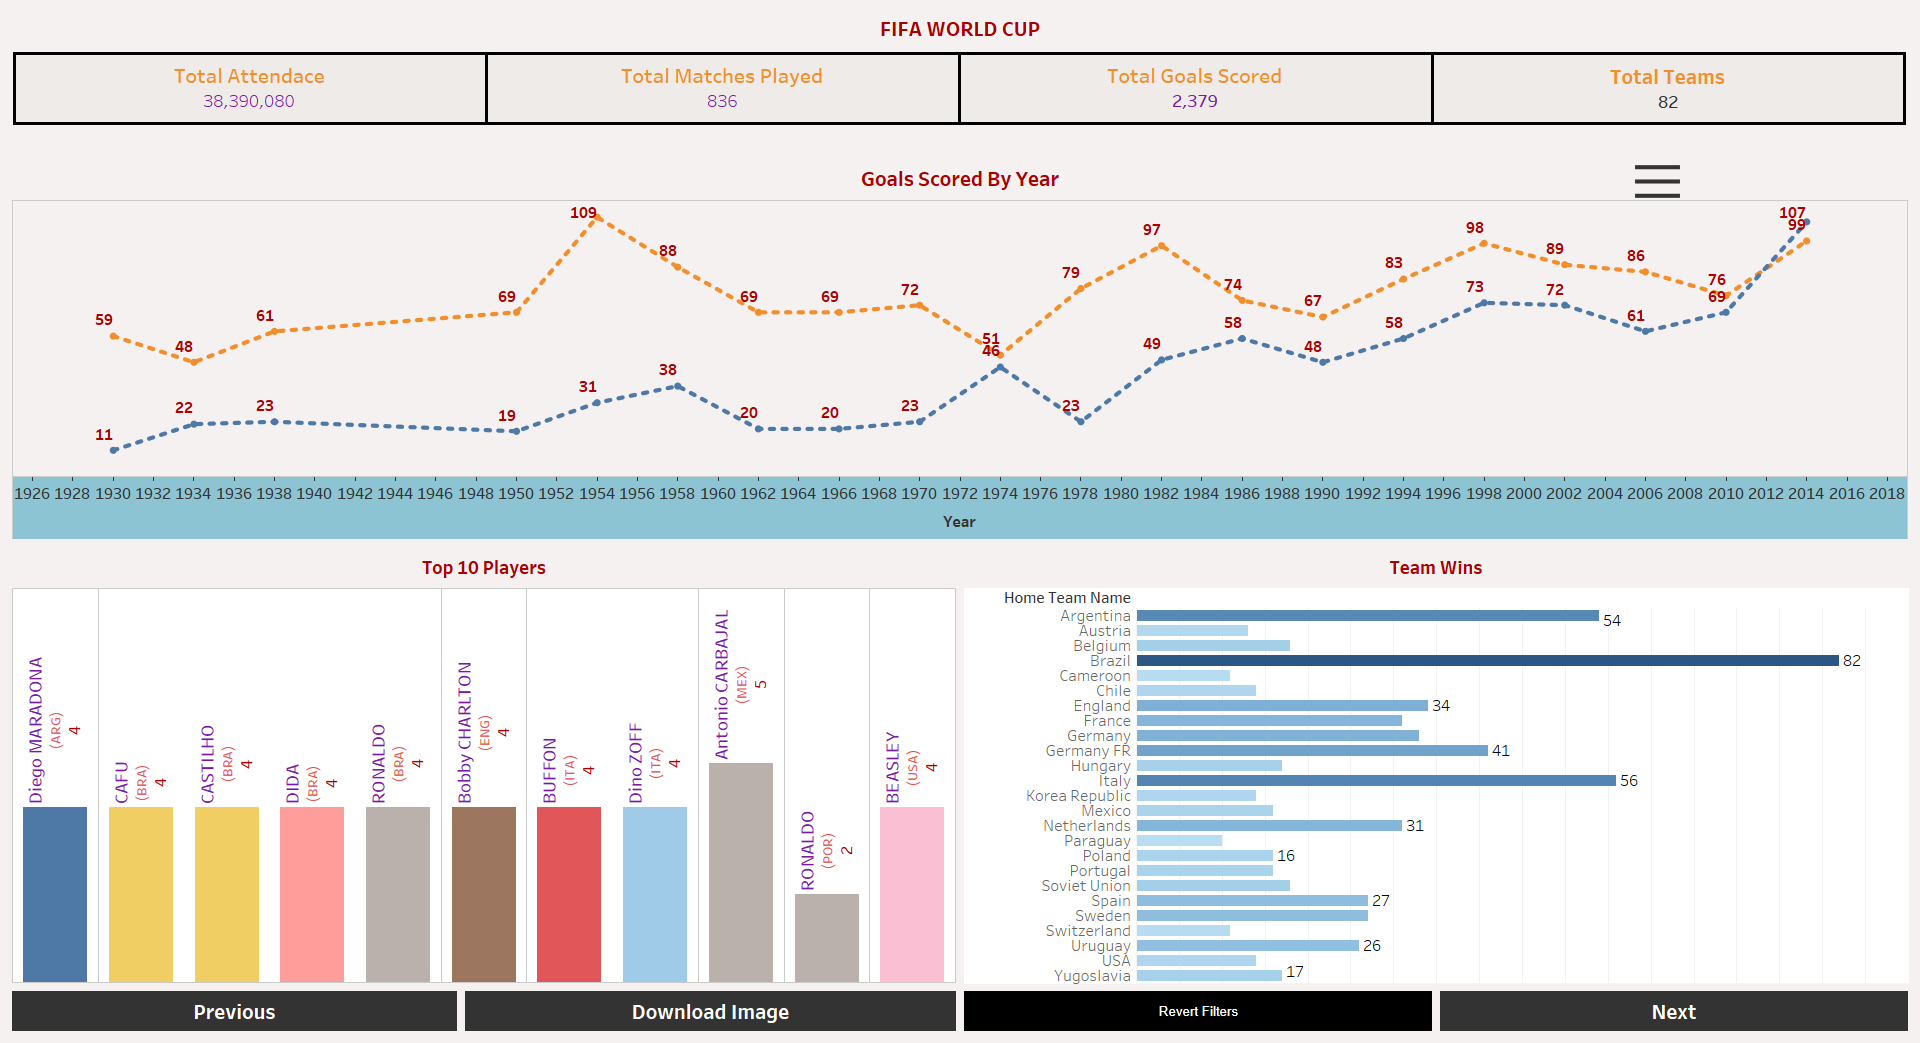 FIFA WORLD CUP
Total Attendace
38,390,080
Total Matches Played
836
Total Goals Scored
2,379
Total Teams
82
Goals Scored By Year
59 48 61 69 109 88 69 69 72 51 79 97 74 67 83 98 89 86 76 99
11 22 23 19 31 38 20 20 23 46 23 49 58 48 58 73 72 61 69 107
1926 1928 1930 1932 1934 1936 1938 1940 1942 1944 1946 1948 1950 1952 1954 1956 1958 1960 1962 1964 1966 1968 1970 1972 1974 1976 1978 1980 1982 1984 1986 1988 1990 1992 1994 1996 1998 2000 2002 2004 2006 2008 2010 2012 2014 2016 2018
Year
Top 10 Players
Diego MARADONA
(ARG)
4
CAFU
(BRA)
4
CASTILHO
(BRA)
4
DIDA
(BRA)
4
RONALDO
(BRA)
4
Bobby CHARLTON
(ENG)
4
BUFFON
(ITA)
4
Dino ZOFF
(ITA)
4
Antonio CARBAJAL
(MEX)
5
RONALDO
(POR)
2
BEASLEY
(USA)
4
Team Wins
Home Team Name
Argentina 54
Austria
Belgium
Brazil 82
Cameroon
Chile
England 34
France
Germany
Germany FR 41
Hungary
Italy 56
Korea Republic
Mexico
Netherlands 31
Paraguay
Poland 16
Portugal
Soviet Union
Spain 27
Sweden
Switzerland
Uruguay 26
USA
Yugoslavia 17
Previous
Download Image
Revert Filters
Next